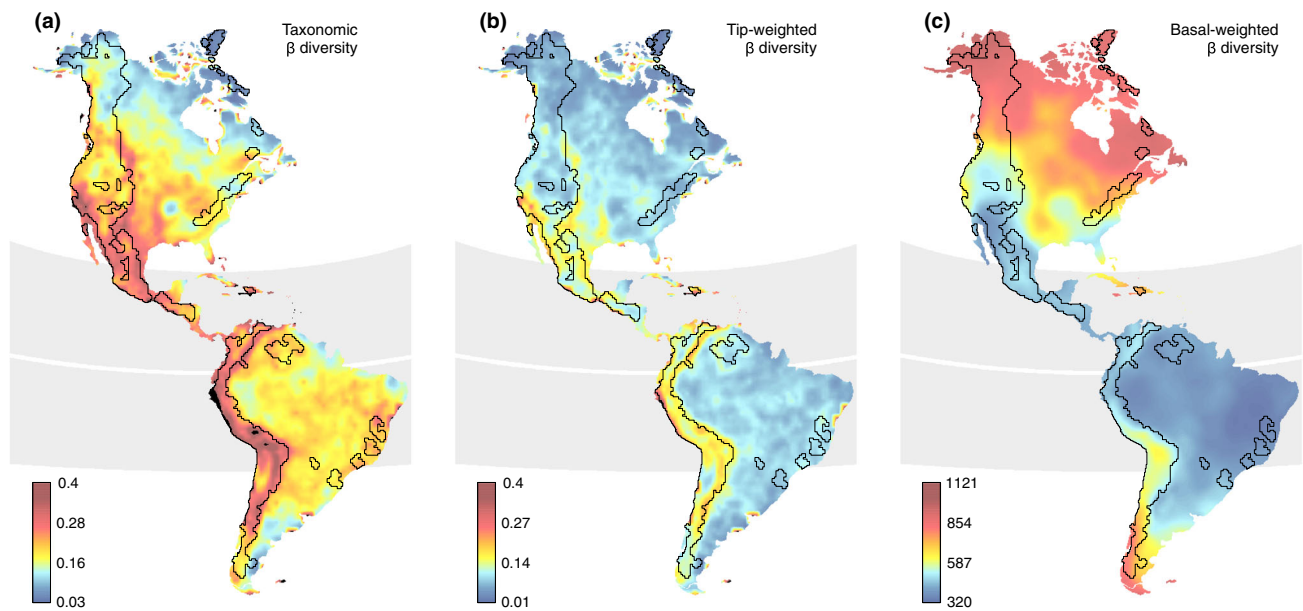 (a)
Taxonomic
β diversity
0.4
0.28
0.16
0.03
(b)
Tip-weighted
β diversity
0.4
0.27
0.14
0.01
(c)
Basal-weighted
β diversity
1121
854
587
320